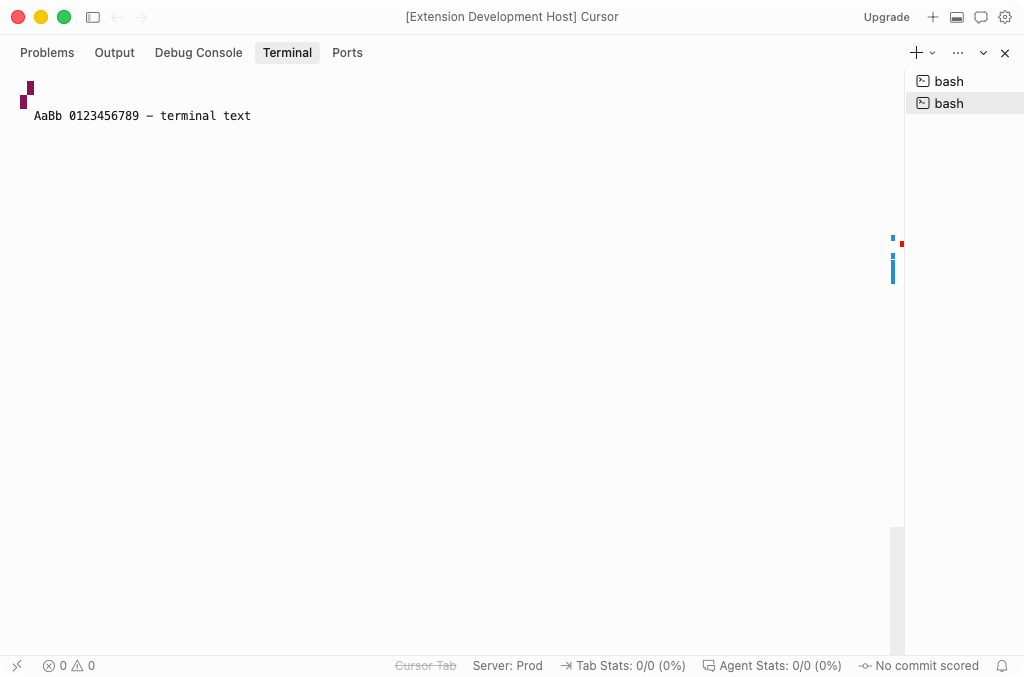 [Extension Development Host] Cursor
Upgrade
Problems Output Debug Console Terminal Ports
bash
bash
AaBb 0123456789 – terminal text
0 0 Cursor Tab Server: Prod Tab Stats: 0/0 (0%) Agent Stats: 0/0 (0%) No commit scored